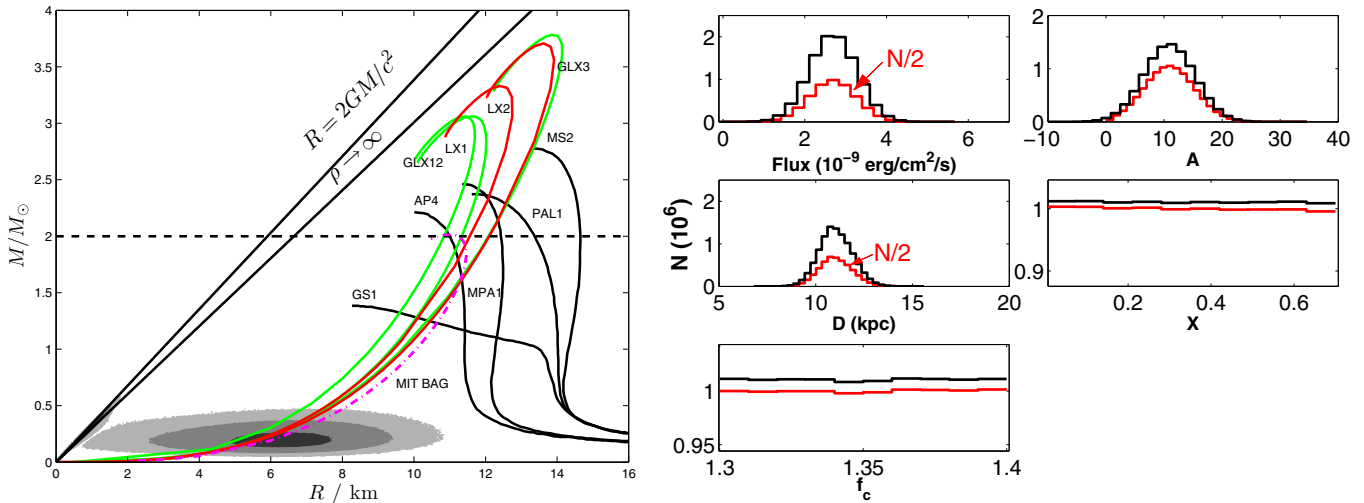 4
3.5
3
2.5
2
1.5
1
0.5
0
M/M⊙
0 2 4 6 8 10 12 14 16
R / km
R = 2GM/c²
ρ → ∞
GLX3
LX2
MS2
LX1
GLX12
AP4
PAL1
GS1
MPA1
MIT BAG
2
1
0
N/2
0 2 4 6
Flux (10⁻⁹ erg/cm²/s)
2
1
0
−10 0 10 20 30 40
A
N (10⁶)
2
1
0
N/2
5 10 15 20
D (kpc)
1
0.9
0.2 0.4 0.6
X
1
0.95
1.3 1.35 1.4
f_c